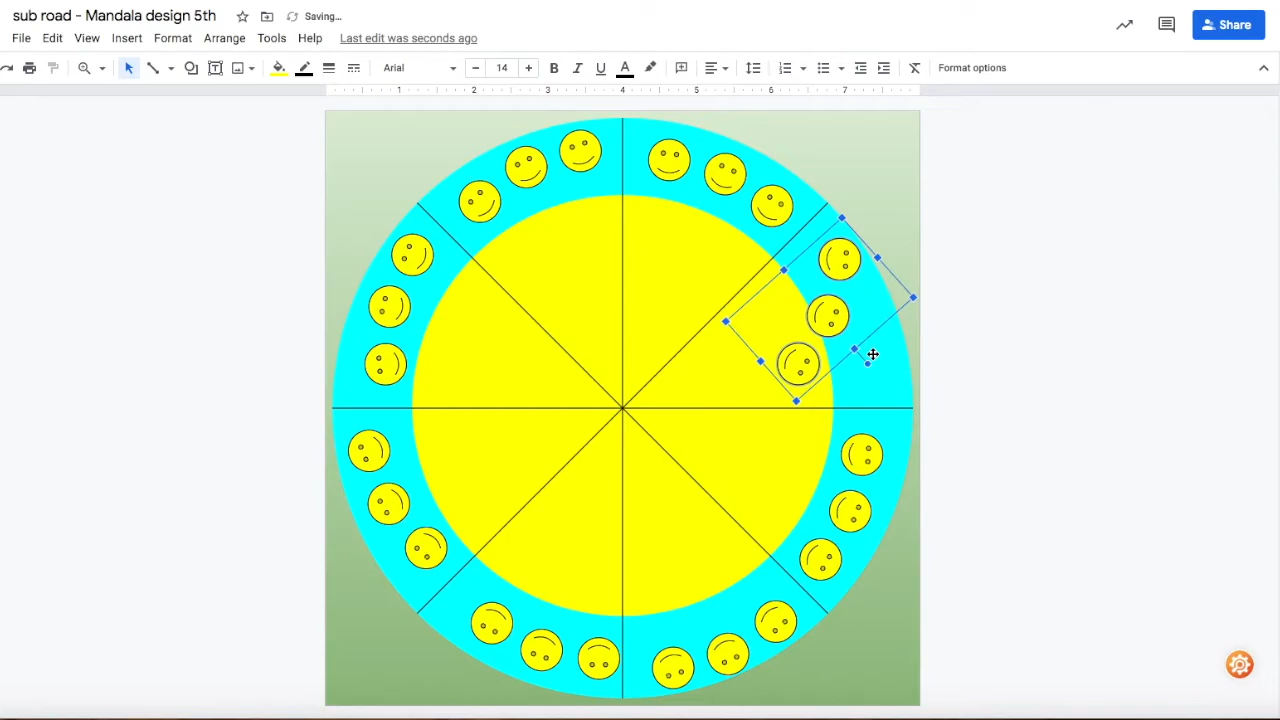 sub road - Mandala design 5th
Saving...
File Edit View Insert Format Arrange Tools Help Last edit was seconds ago
Share
Arial
14
Format options
1 2 3 4 5 6 7